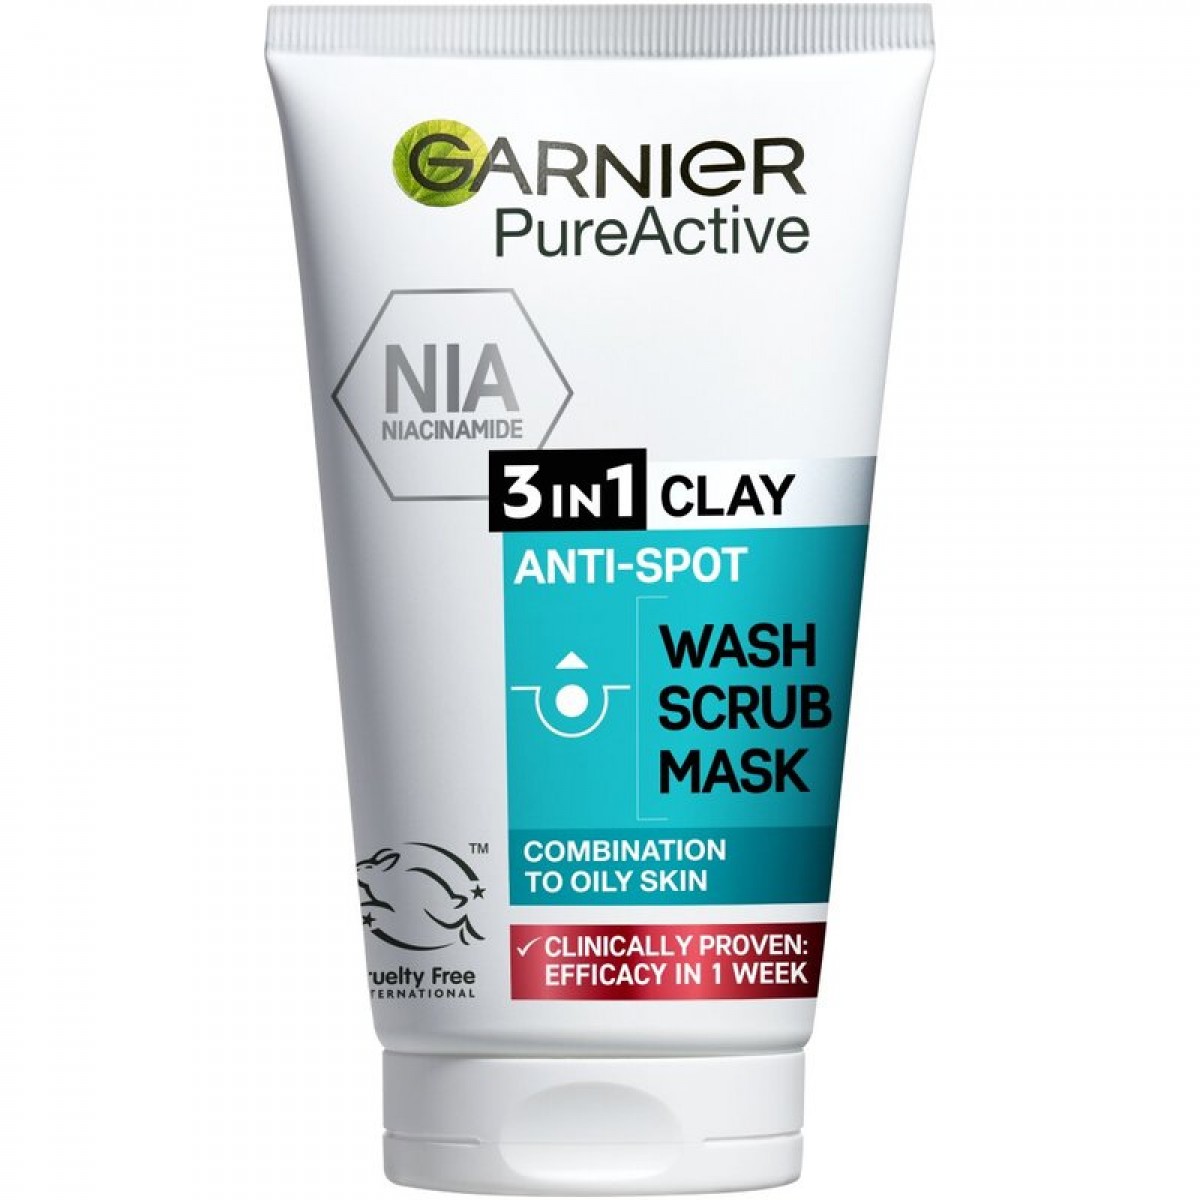 GARNIER
PureActive
NIA
NIACINAMIDE
3 IN 1 CLAY
ANTI-SPOT
WASH
SCRUB
MASK
COMBINATION
TO OILY SKIN
TM
ruelty Free
TERNATIONAL
✓ CLINICALLY PROVEN:
EFFICACY IN 1 WEEK